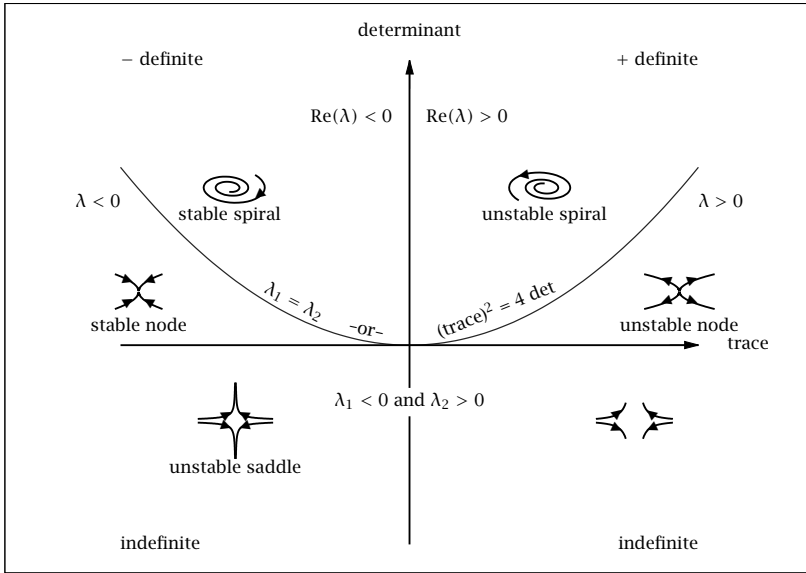 determinant
− definite
+ definite
Re(λ) < 0
Re(λ) > 0
λ < 0
stable spiral
unstable spiral
λ > 0
λ₁ = λ₂
-or-
(trace)² = 4 det
stable node
unstable node
trace
λ₁ < 0 and λ₂ > 0
unstable saddle
indefinite
indefinite